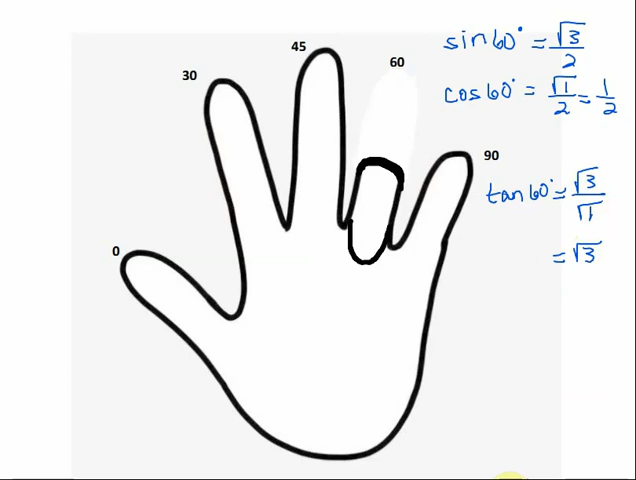 45
sin60° = √3/2
60
30
cos60° = √1/2 = 1/2
90
tan60° = √3/√1
0
= √3